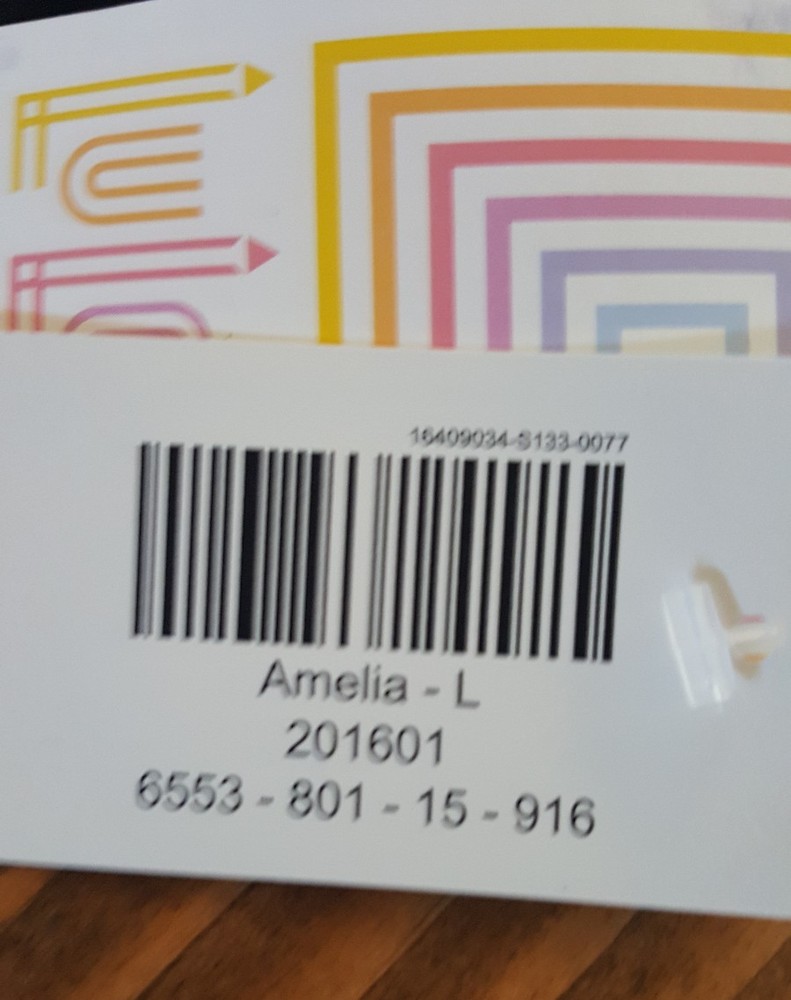 16409034-S133-0077
Amelia - L
201601
6553 - 801 - 15 - 916